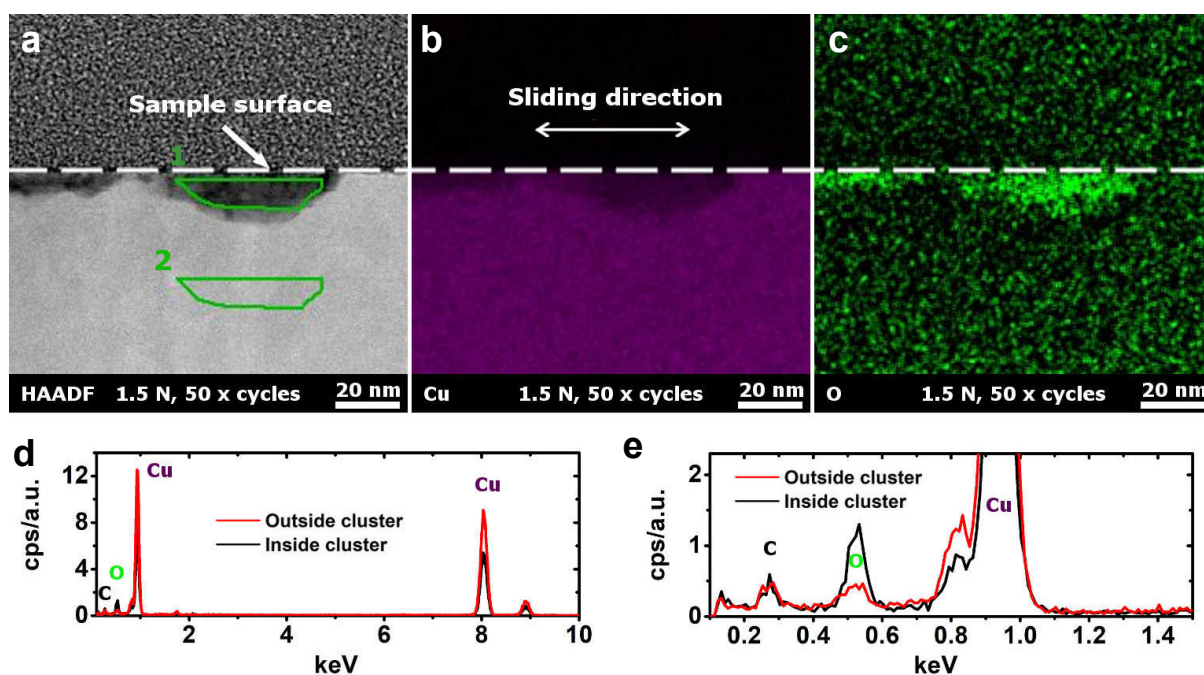 a
Sample surface
1
2
HAADF 1.5 N, 50 x cycles 20 nm
b
Sliding direction
Cu 1.5 N, 50 x cycles 20 nm
c
O 1.5 N, 50 x cycles 20 nm
d
12
8
4
0
cps/a.u.
Cu
Cu
O
C
Outside cluster
Inside cluster
2 4 6 8 10
keV
e
2
1
0
cps/a.u.
Outside cluster
Inside cluster
C
O
Cu
0.2 0.4 0.6 0.8 1.0 1.2 1.4
keV